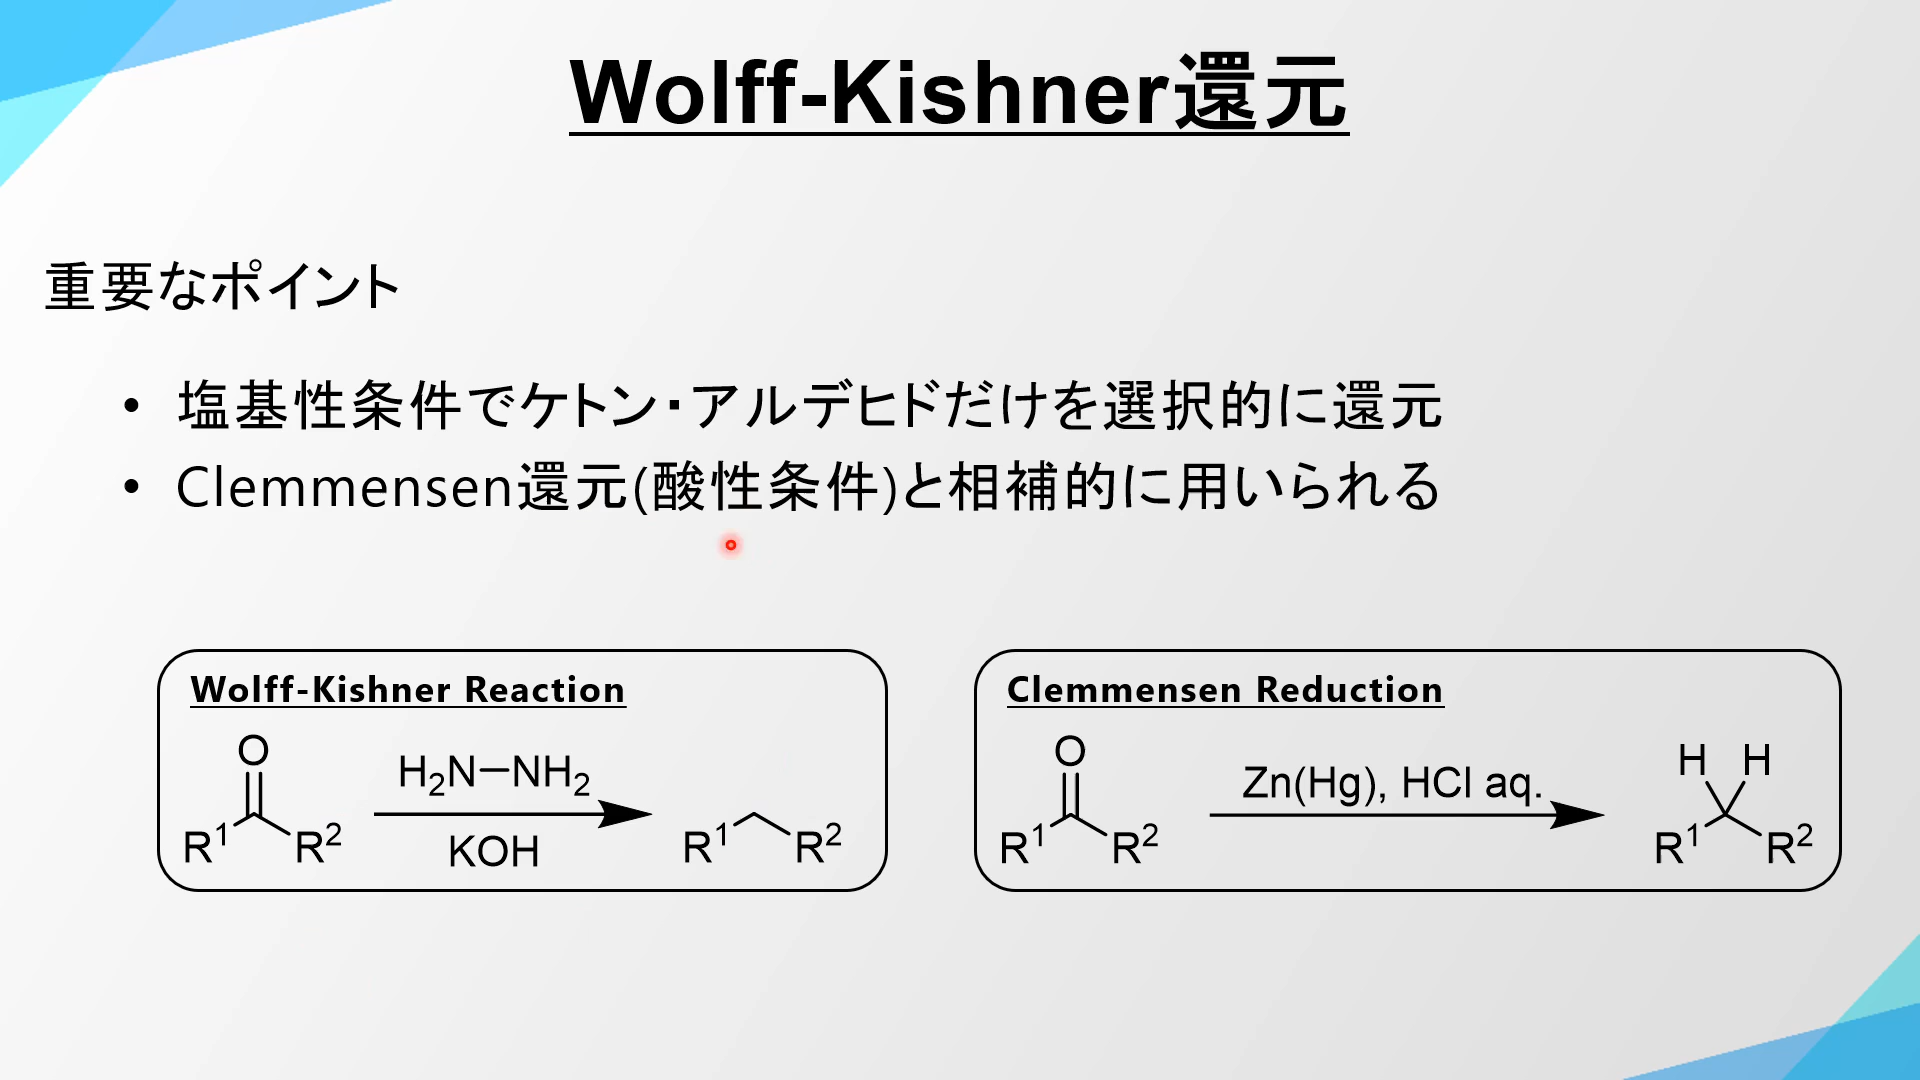 Wolff-Kishner還元
重要なポイント
• 塩基性条件でケトン・アルデヒドだけを選択的に還元
• Clemmensen還元(酸性条件)と相補的に用いられる
Wolff-Kishner Reaction
O
R¹ R²
H₂N−NH₂
KOH
R¹ R²
Clemmensen Reduction
O
R¹ R²
Zn(Hg), HCl aq.
H H
R¹ R²